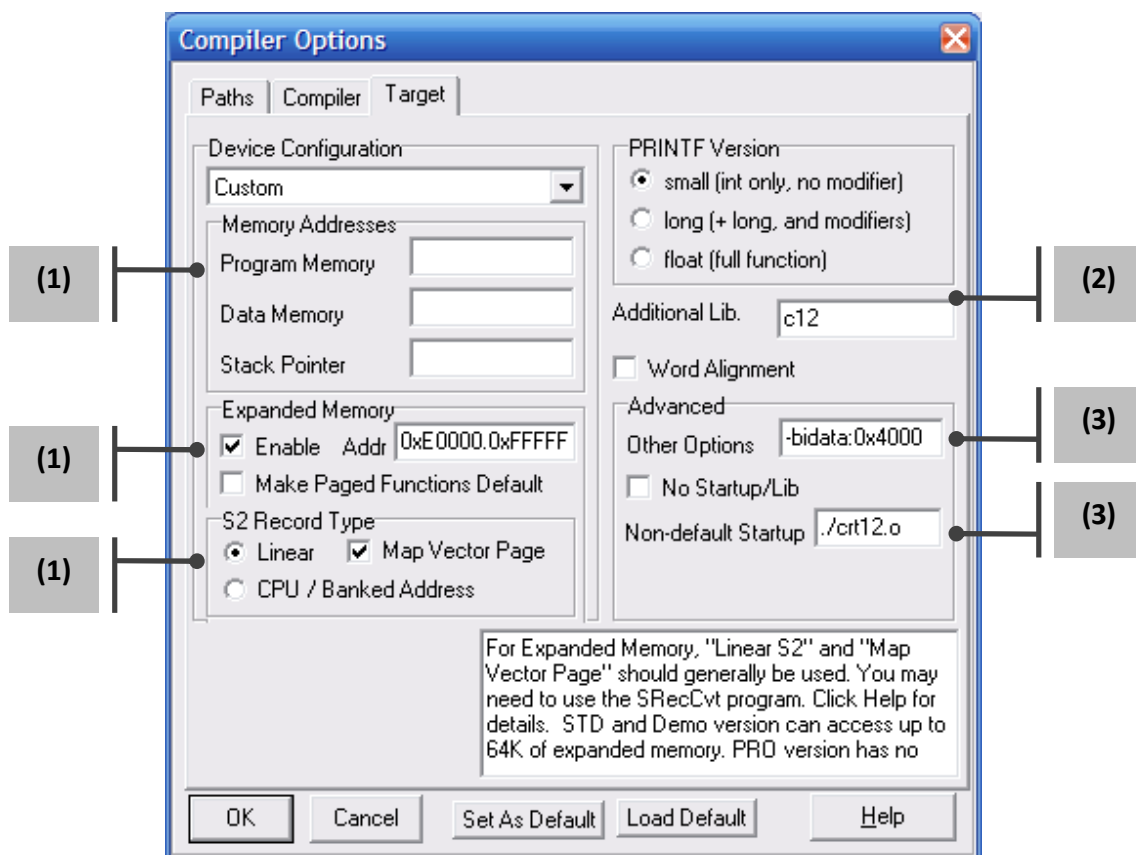 Compiler Options
Paths Compiler Target
Device Configuration
Custom
Memory Addresses
Program Memory
Data Memory
Stack Pointer
Expanded Memory
Enable Addr 0xE0000.0xFFFFF
Make Paged Functions Default
S2 Record Type
Linear Map Vector Page
CPU / Banked Address
PRINTF Version
small (int only, no modifier)
long (+ long, and modifiers)
float (full function)
Additional Lib. c12
Word Alignment
Advanced
Other Options -bidata:0x4000
No Startup/Lib
Non-default Startup ./crt12.o
For Expanded Memory, "Linear S2" and "Map
Vector Page" should generally be used. You may
need to use the SRecCvt program. Click Help for
details. STD and Demo version can access up to
64K of expanded memory. PRO version has no
OK Cancel Set As Default Load Default Help
(1)
(1)
(1)
(2)
(3)
(3)